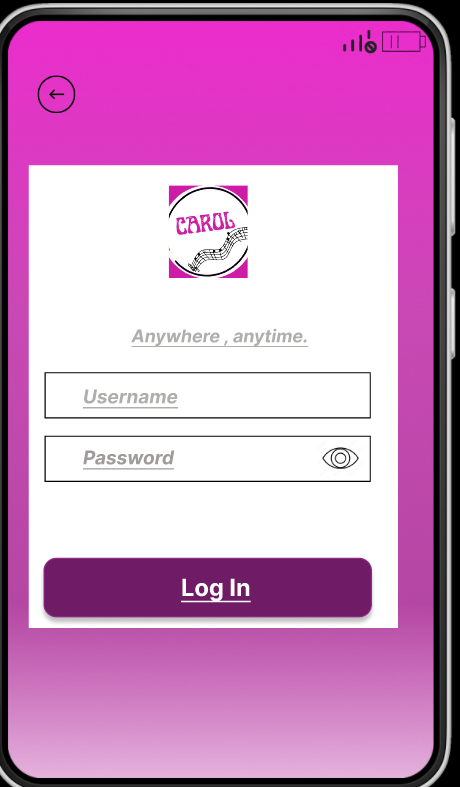 CAROL
Anywhere , anytime.
Username
Password
Log In